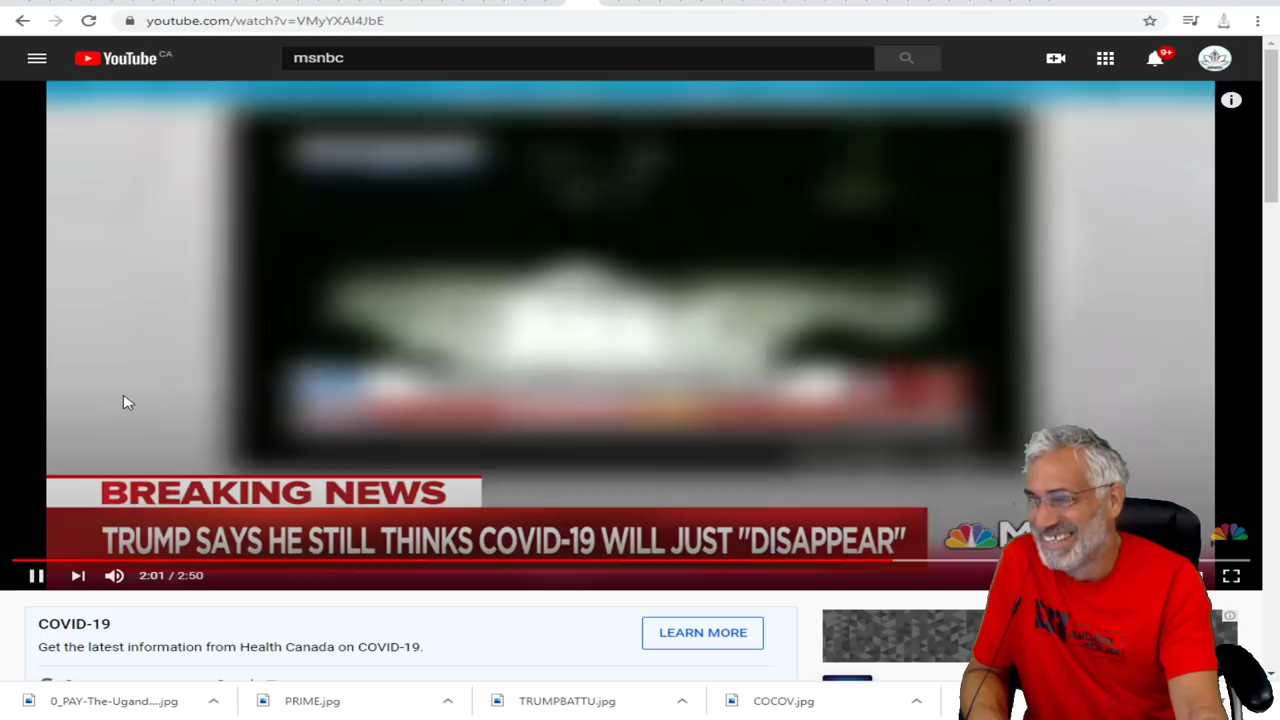 youtube.com/watch?v=VMyYXAI4JbE
YouTube CA
msnbc
9+
BREAKING NEWS
TRUMP SAYS HE STILL THINKS COVID-19 WILL JUST "DISAPPEAR"
2:01 / 2:50
COVID-19
Get the latest information from Health Canada on COVID-19.
LEARN MORE
0_PAY-The-Ugand....jpg
PRIME.jpg
TRUMPBATTU.jpg
COCOV.jpg